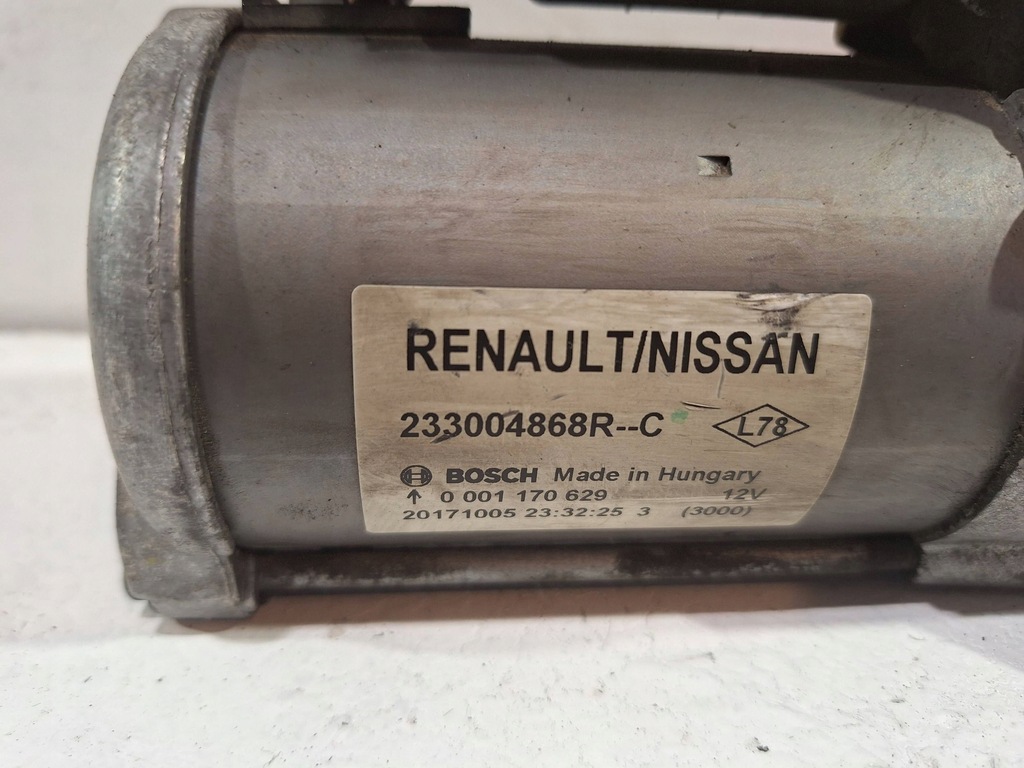 RENAULT/NISSAN
233004868R--C L78
BOSCH Made in Hungary
↑ 0 001 170 629 12V
20171005 23:32:25 3 (3000)